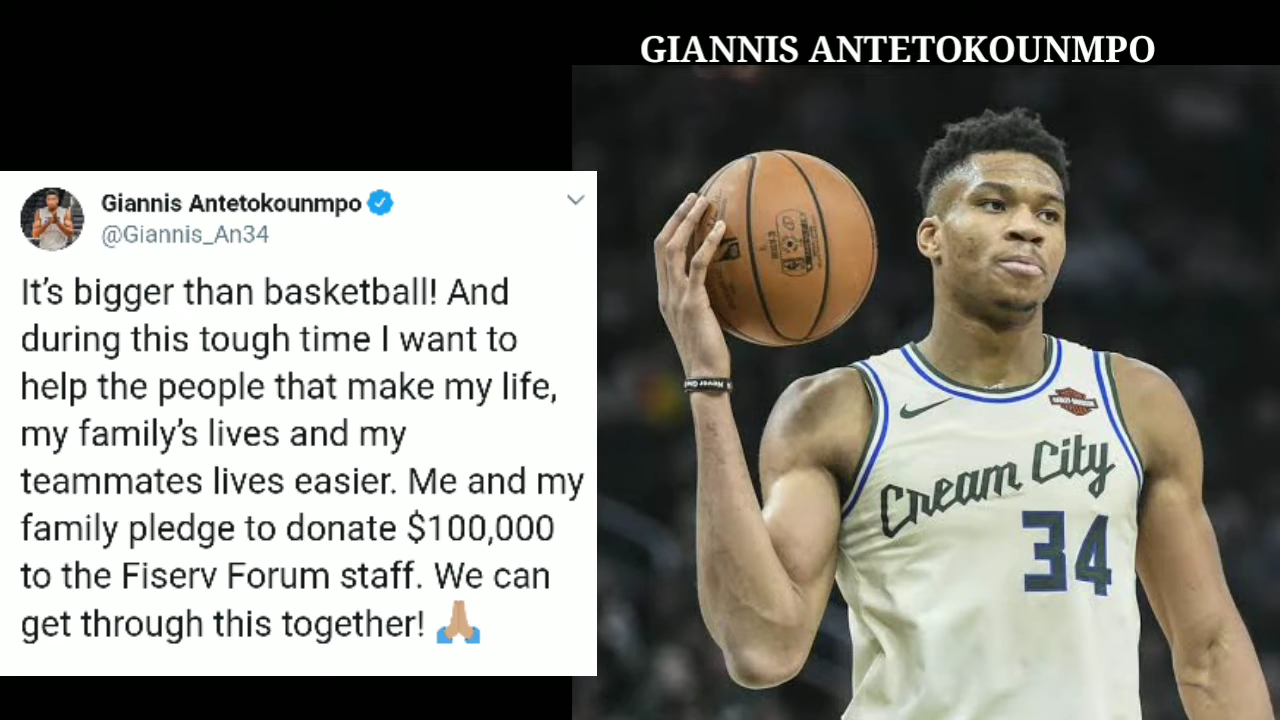 GIANNIS ANTETOKOUNMPO
Giannis Antetokounmpo
@Giannis_An34
It’s bigger than basketball! And
during this tough time I want to
help the people that make my life,
my family’s lives and my
teammates lives easier. Me and my
family pledge to donate $100,000
to the Fiserv Forum staff. We can
get through this together! 🙏🏽
HARLEY-DAVIDSON
Cream City
34